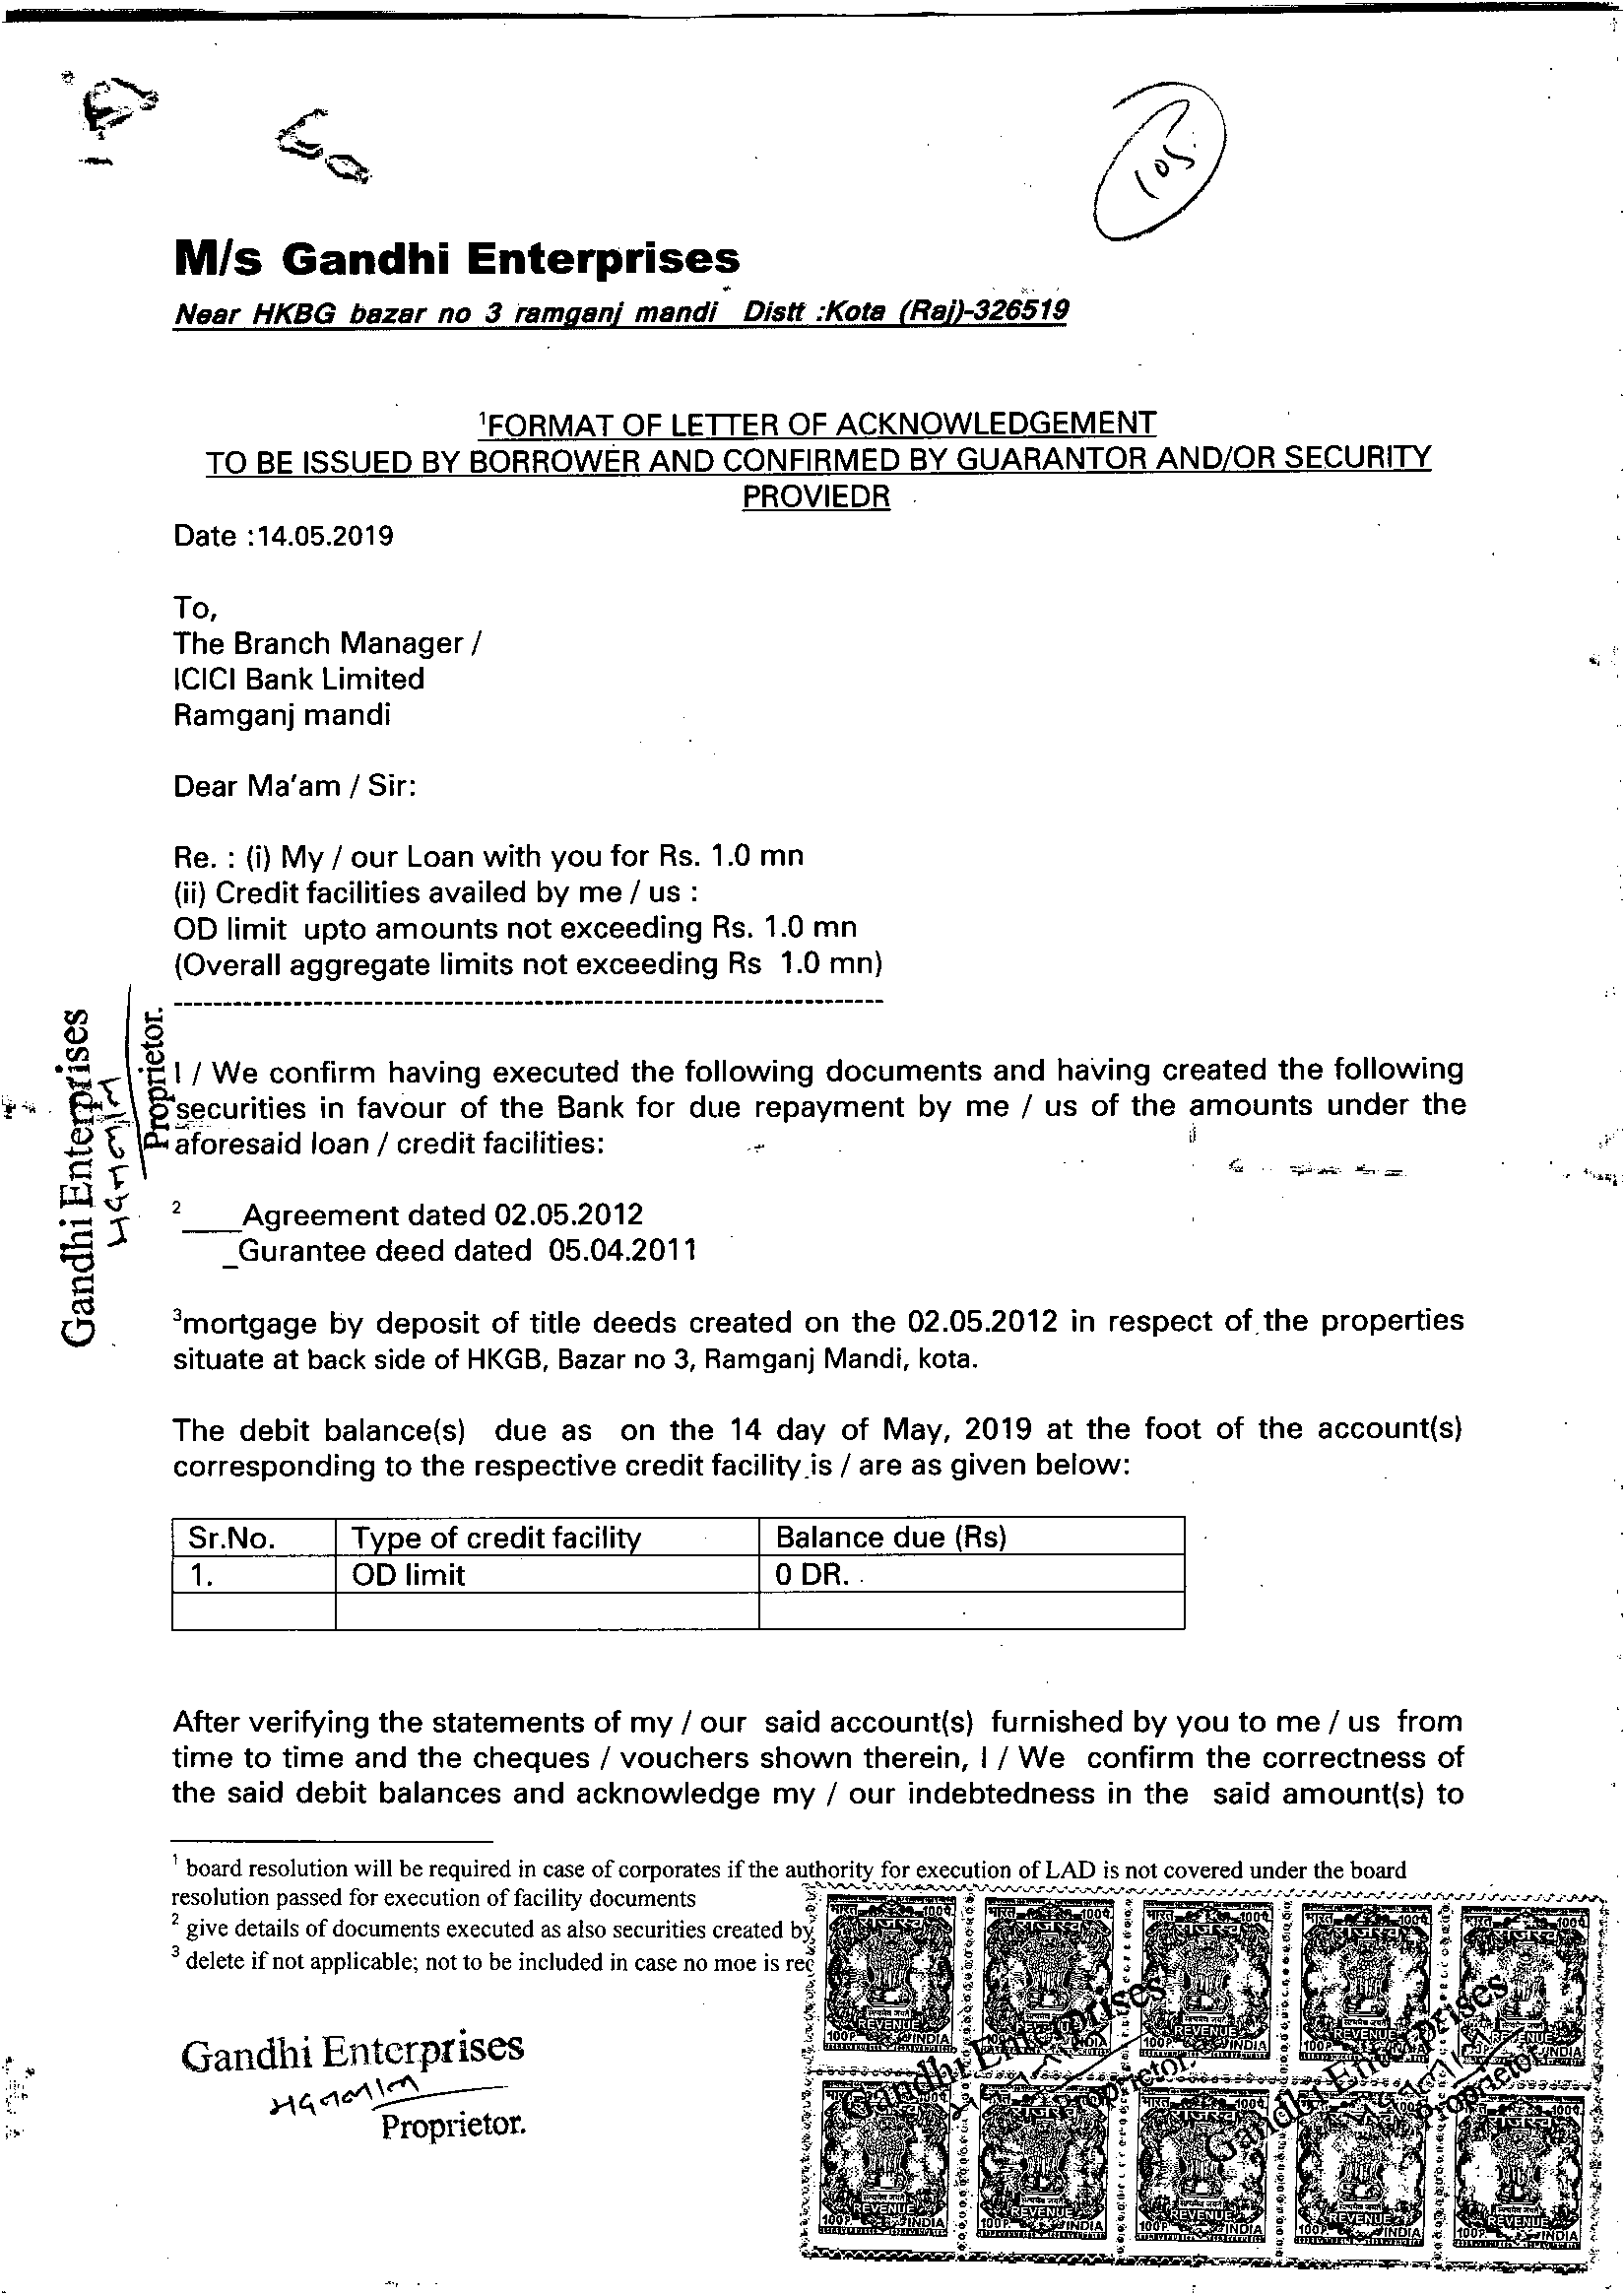 105.
M/s Gandhi Enterprises
Near HKBG bazar no 3 ramganj mandi Distt :Kota (Raj)-326519
¹FORMAT OF LETTER OF ACKNOWLEDGEMENT
TO BE ISSUED BY BORROWER AND CONFIRMED BY GUARANTOR AND/OR SECURITY
PROVIEDR
Date :14.05.2019
To,
The Branch Manager /
ICICI Bank Limited
Ramganj mandi
Dear Ma'am / Sir:
Re. : (i) My / our Loan with you for Rs. 1.0 mn
(ii) Credit facilities availed by me / us :
OD limit upto amounts not exceeding Rs. 1.0 mn
(Overall aggregate limits not exceeding Rs 1.0 mn)
Gandhi Enterprises
Proprietor.
I / We confirm having executed the following documents and having created the following
securities in favour of the Bank for due repayment by me / us of the amounts under the
aforesaid loan / credit facilities:
²____Agreement dated 02.05.2012
_Gurantee deed dated 05.04.2011
³mortgage by deposit of title deeds created on the 02.05.2012 in respect of the properties
situate at back side of HKGB, Bazar no 3, Ramganj Mandi, kota.
The debit balance(s) due as on the 14 day of May, 2019 at the foot of the account(s)
corresponding to the respective credit facility is / are as given below:
Sr.No. Type of credit facility Balance due (Rs)
1. OD limit 0 DR.
After verifying the statements of my / our said account(s) furnished by you to me / us from
time to time and the cheques / vouchers shown therein, I / We confirm the correctness of
the said debit balances and acknowledge my / our indebtedness in the said amount(s) to
¹ board resolution will be required in case of corporates if the authority for execution of LAD is not covered under the board
resolution passed for execution of facility documents
² give details of documents executed as also securities created by
³ delete if not applicable; not to be included in case no moe is rec
Gandhi Enterprises
Proprietor.
भारत 100P. REVENUE INDIA
Gandhi Enterprises
Proprietor.
Gandhi Enterprises
Proprietor.